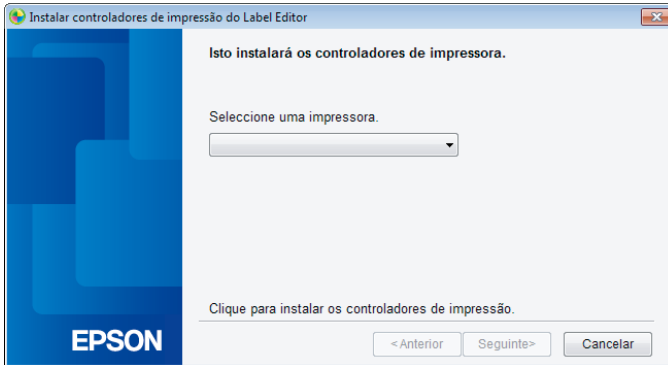 Instalar controladores de impressão do Label Editor
Isto instalará os controladores de impressora.
Seleccione uma impressora.
Clique para instalar os controladores de impressão.
EPSON
< Anterior
Seguinte>
Cancelar